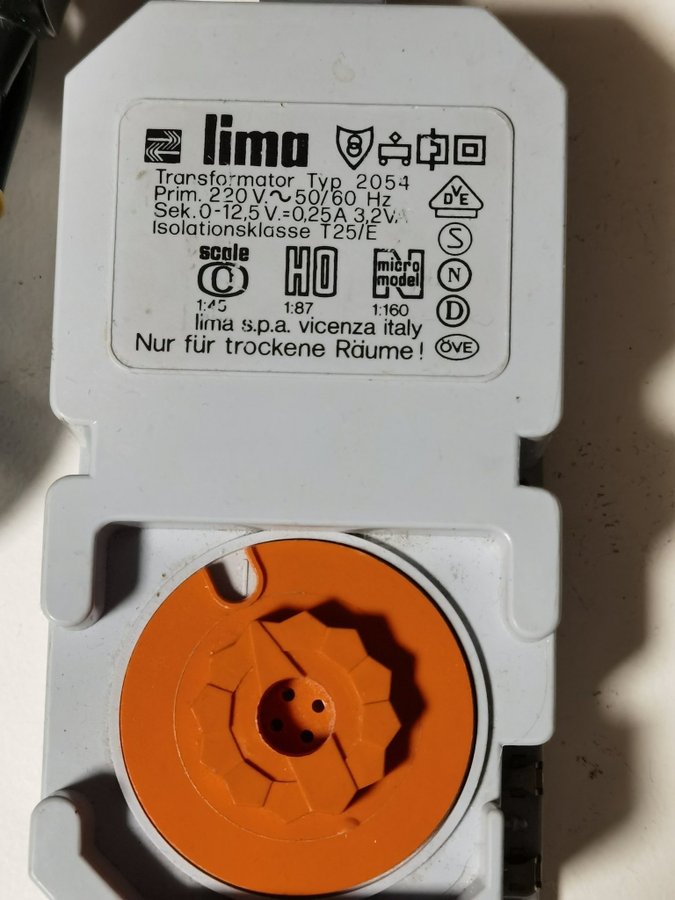 lima
Transformator Typ 2054
Prim. 220 V.~50/60 Hz
Sek. 0-12,5 V.=0,25A 3,2VA
Isolationsklasse T25/E
DVE
S
N
D
ÖVE
scale O HO N micro model
1:45 1:87 1:160
lima s.p.a. vicenza italy
Nur für trockene Räume!